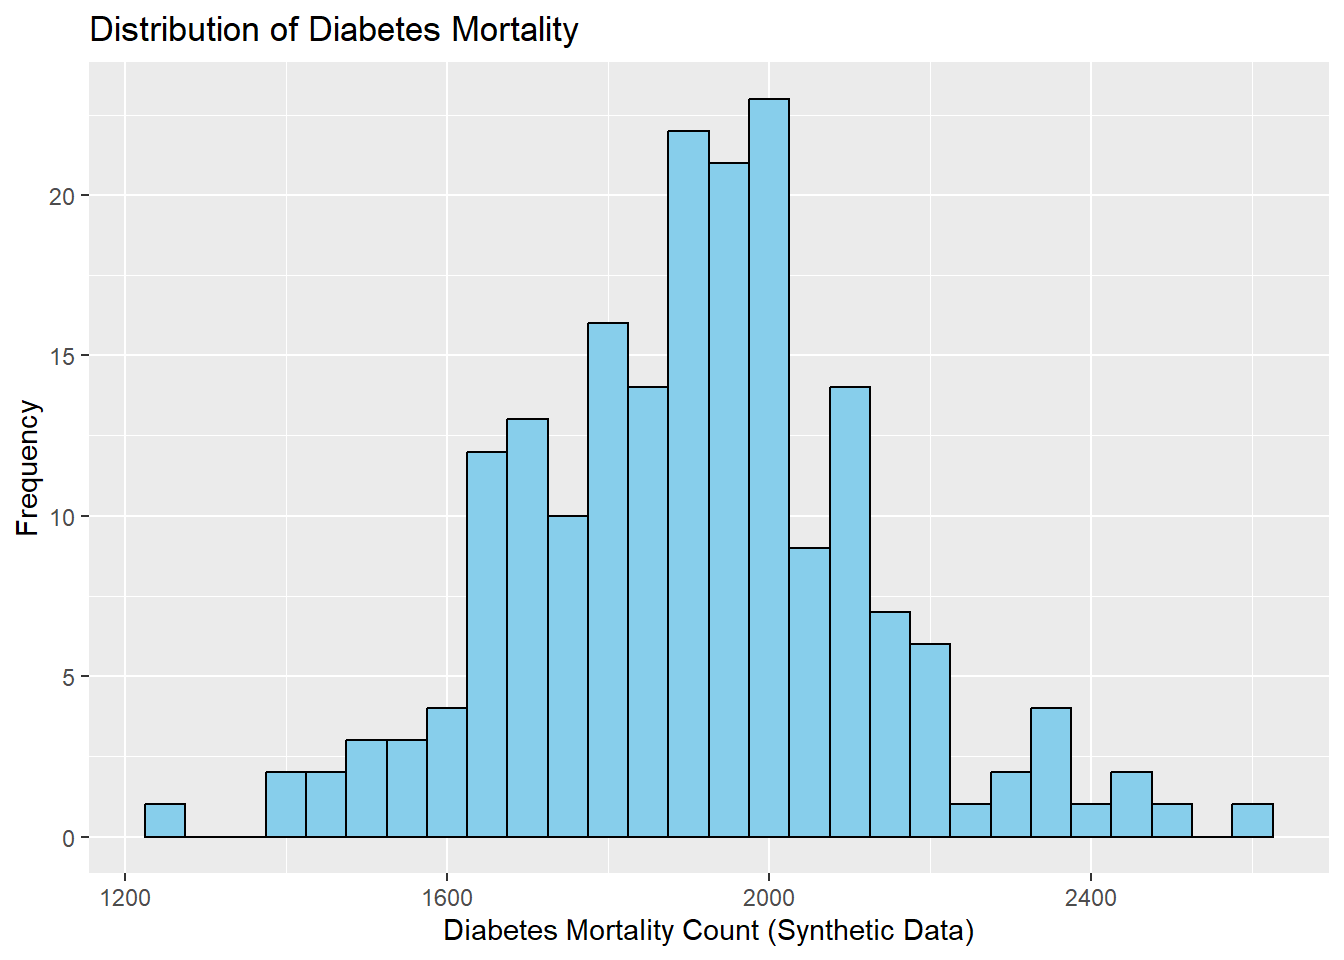 Distribution of Diabetes Mortality
20
15
10
5
0
Frequency
1200 1600 2000 2400
Diabetes Mortality Count (Synthetic Data)